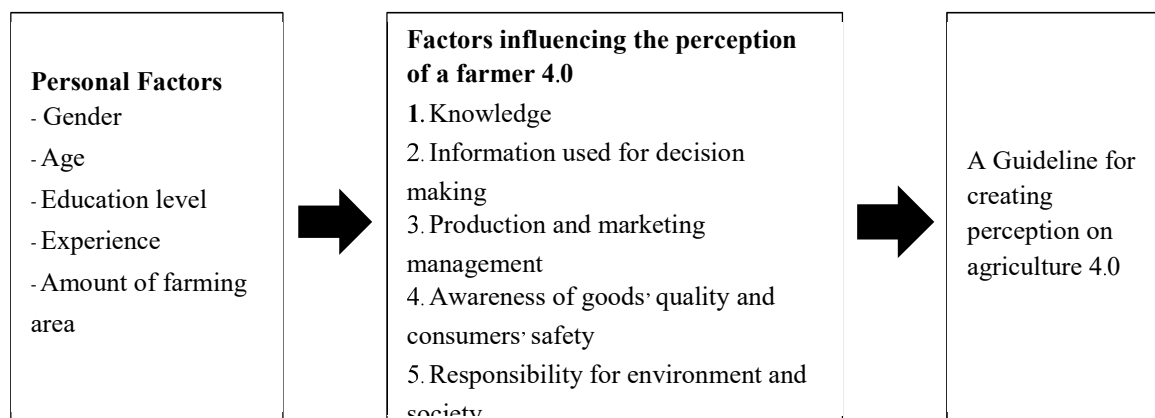 Personal Factors
- Gender
- Age
- Education level
- Experience
- Amount of farming
area
Factors influencing the perception
of a farmer 4.0
1. Knowledge
2. Information used for decision
making
3. Production and marketing
management
4. Awareness of goods' quality and
consumers' safety
5. Responsibility for environment and
society
A Guideline for
creating
perception on
agriculture 4.0